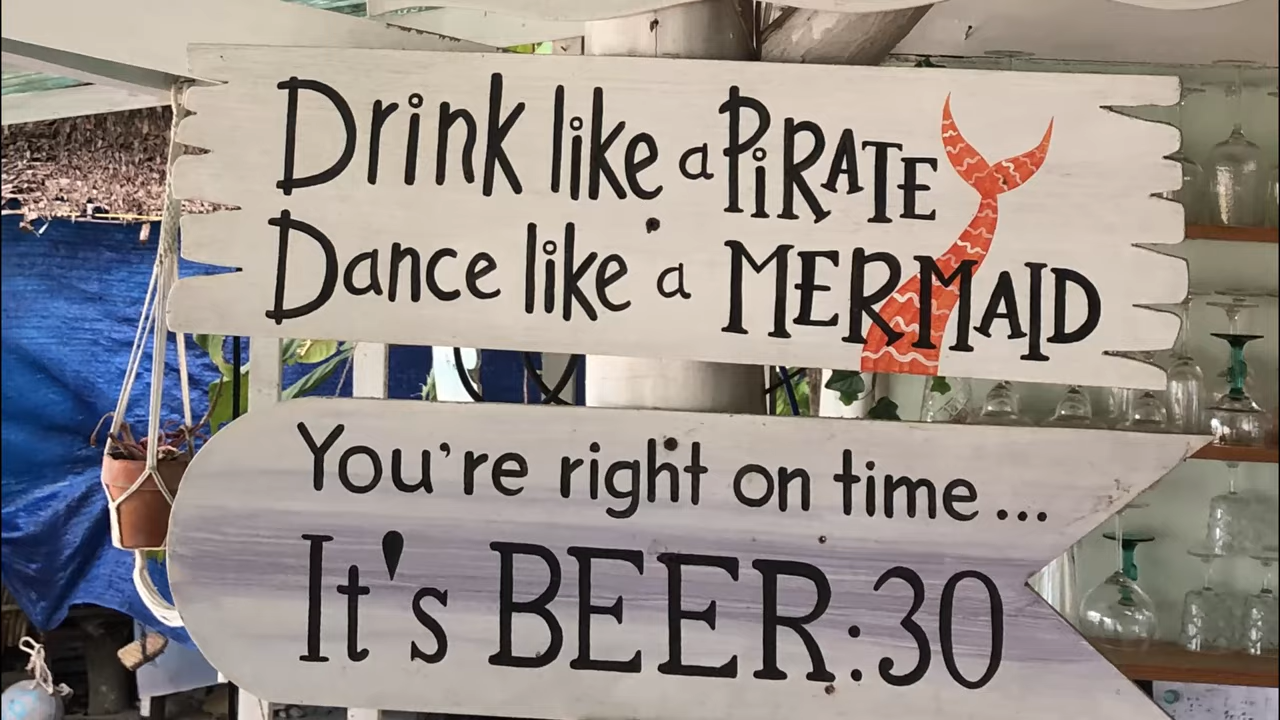 Drink like a PiRATE
Dance like a MERMAID
You're right on time...
It's BEER:30